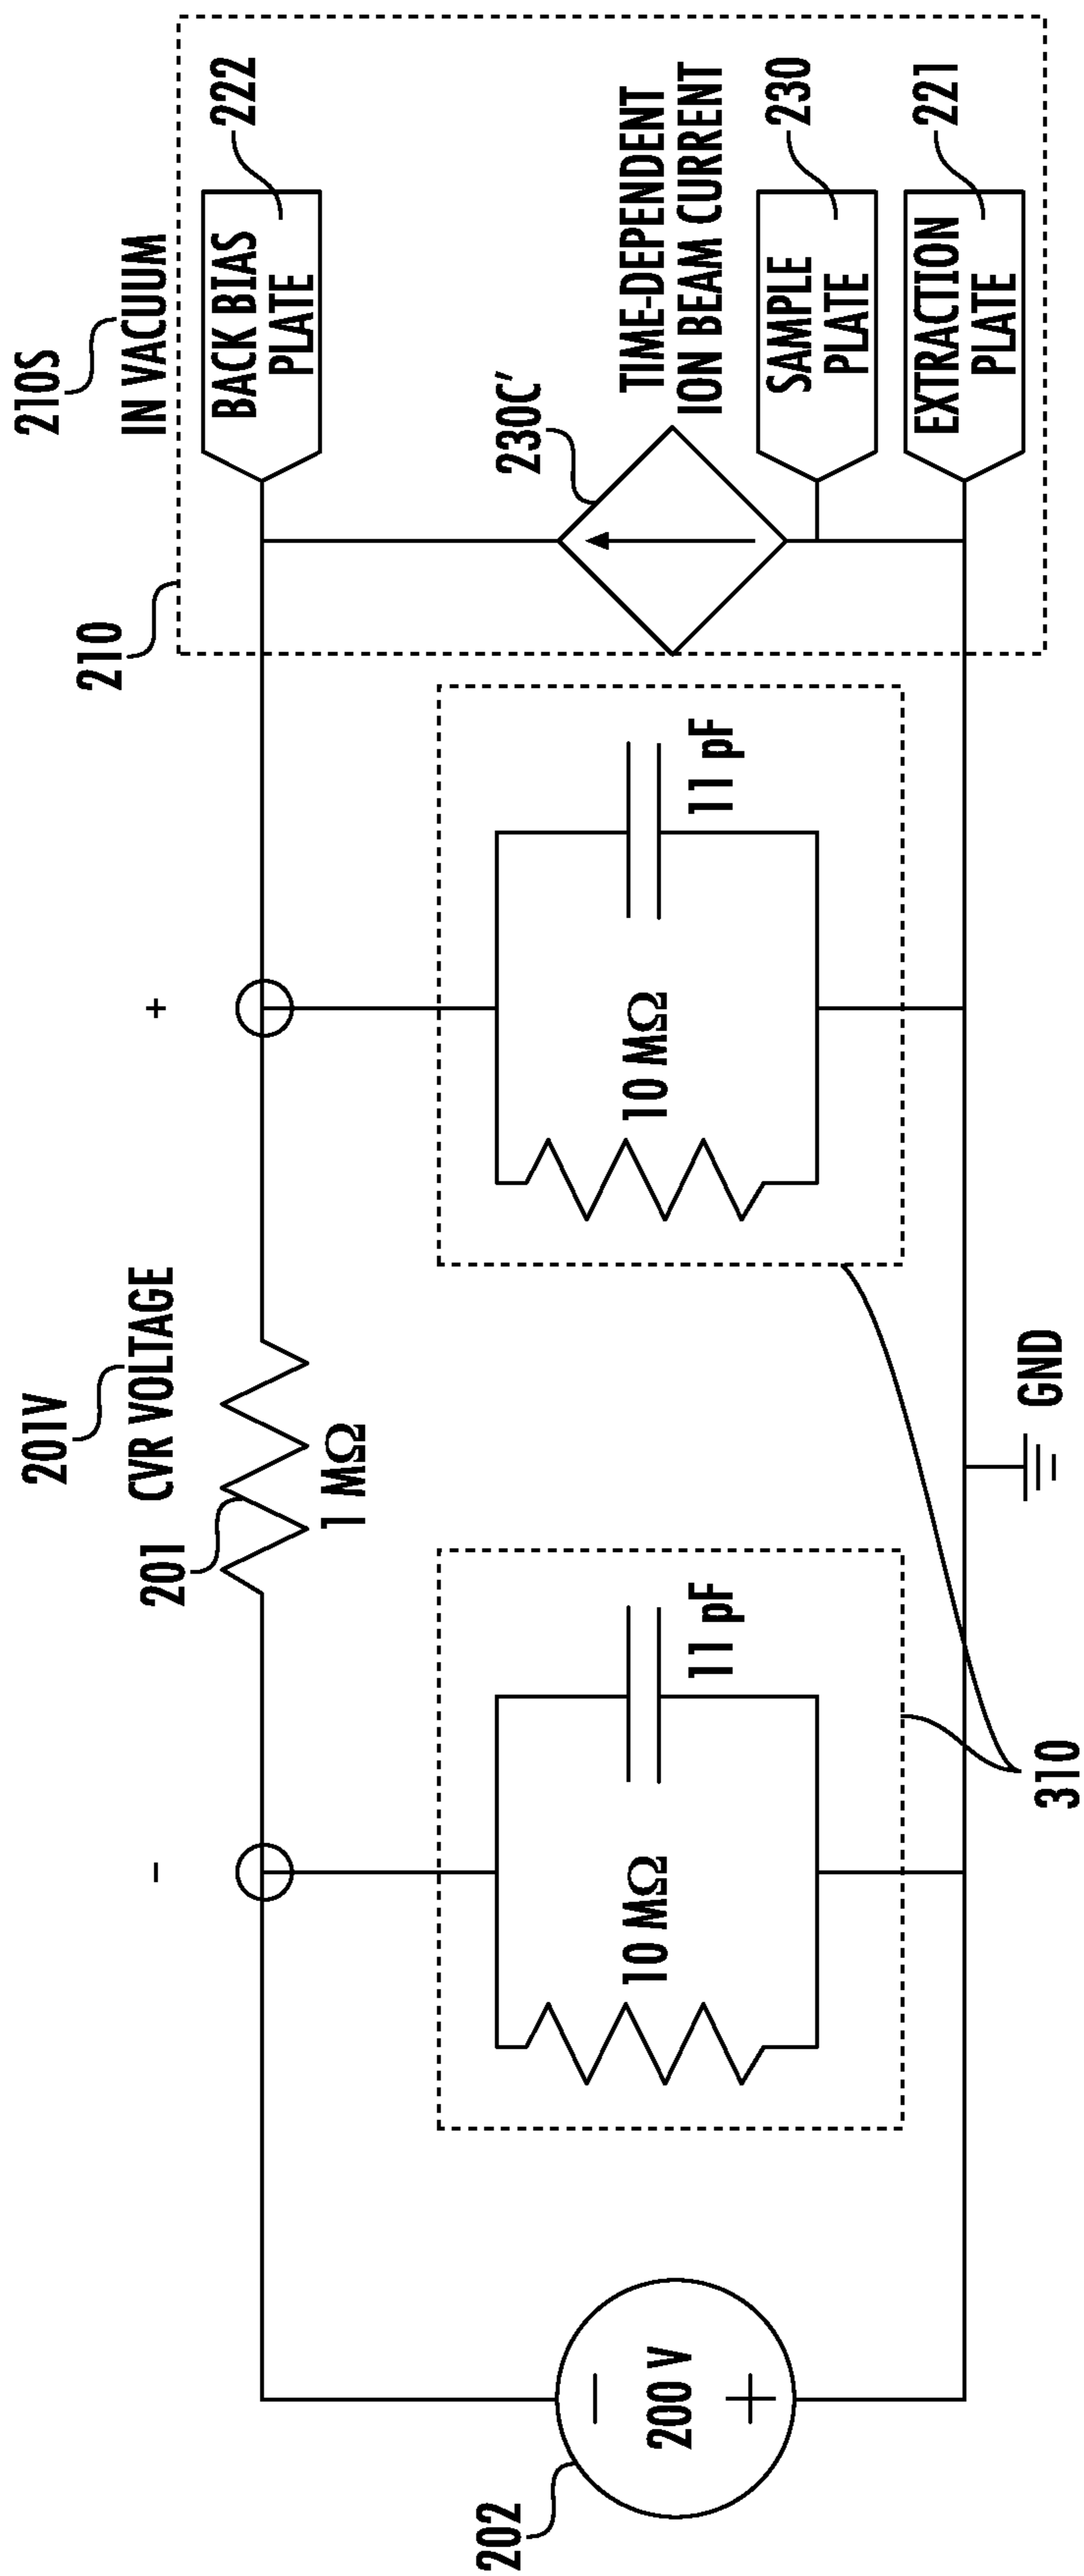 210S
IN VACUUM
BACK BIAS
PLATE
222
210
230C'
TIME-DEPENDENT
ION BEAM CURRENT
SAMPLE
PLATE
230
EXTRACTION
PLATE
221
+
11 pF
10 MΩ
201V
CVR VOLTAGE
201
1 MΩ
GND
−
11 pF
10 MΩ
310
202
−
200 V
+